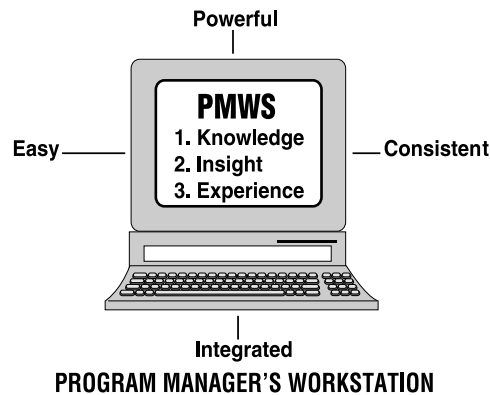 Powerful
PMWS
1. Knowledge
Easy
2. Insight
Consistent
3. Experience
Integrated
PROGRAM MANAGER'S WORKSTATION